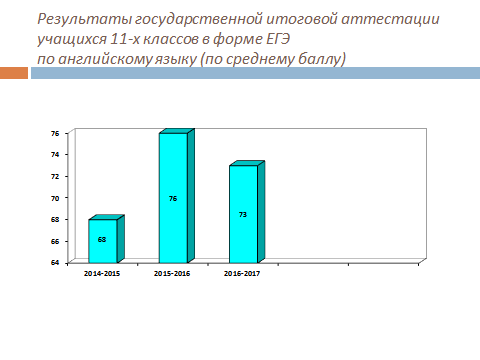 Результаты государственной итоговой аттестации
учащихся 11-х классов в форме ЕГЭ
по английскому языку (по среднему баллу)
76
74
72
70
68
66
64
68
76
73
2014-2015 2015-2016 2016-2017